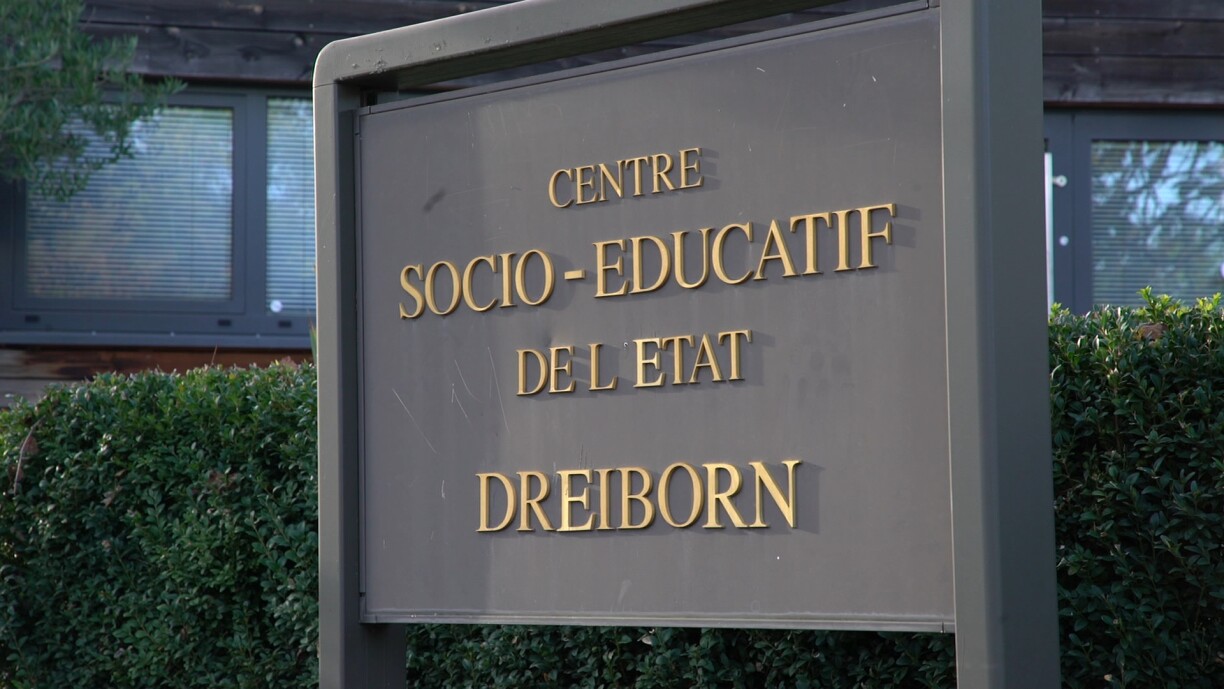 CENTRE
SOCIO-EDUCATIF
DE L ETAT
DREIBORN